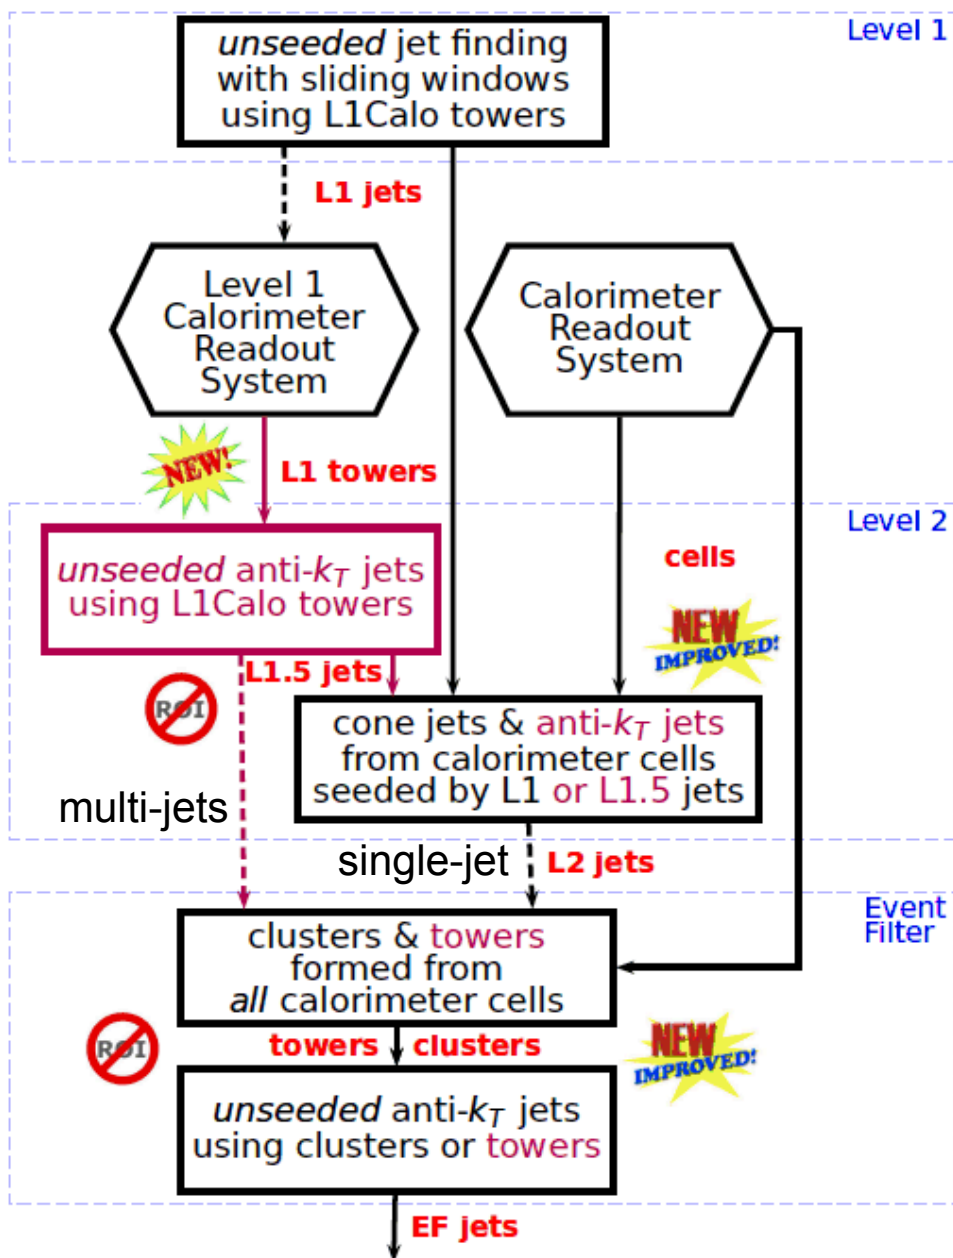 Level 1
unseeded jet finding
with sliding windows
using L1Calo towers
L1 jets
Level 1
Calorimeter
Readout
System
Calorimeter
Readout
System
NEW!
L1 towers
Level 2
unseeded anti-kT jets
using L1Calo towers
cells
NEW
IMPROVED!
L1.5 jets
ROI
cone jets & anti-kT jets
from calorimeter cells
seeded by L1 or L1.5 jets
multi-jets
single-jet
L2 jets
Event
Filter
clusters & towers
formed from
all calorimeter cells
ROI
towers
clusters
NEW
IMPROVED!
unseeded anti-kT jets
using clusters or towers
EF jets